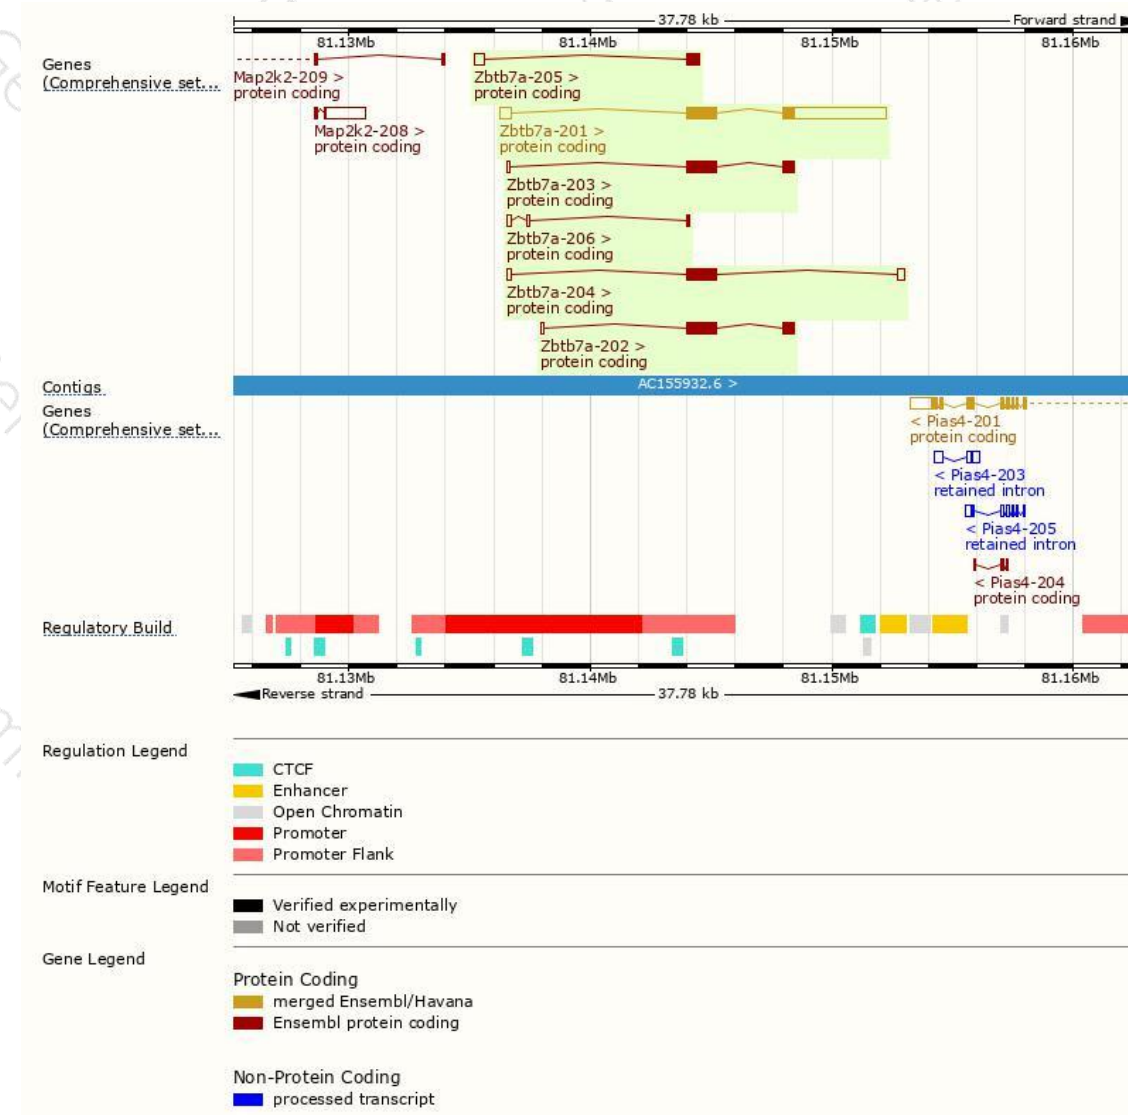 37.78 kb
Forward strand
81.13Mb
81.14Mb
81.15Mb
81.16Mb
Genes
(Comprehensive set...
Map2k2-209 >
protein coding
Zbtb7a-205 >
protein coding
Map2k2-208 >
protein coding
Zbtb7a-201 >
protein coding
Zbtb7a-203 >
protein coding
Zbtb7a-206 >
protein coding
Zbtb7a-204 >
protein coding
Zbtb7a-202 >
protein coding
Contigs
AC155932.6 >
Genes
(Comprehensive set...
< Pias4-201
protein coding
< Pias4-203
retained intron
< Pias4-205
retained intron
< Pias4-204
protein coding
Regulatory Build
81.13Mb
81.14Mb
81.15Mb
81.16Mb
Reverse strand
37.78 kb
Regulation Legend
CTCF
Enhancer
Open Chromatin
Promoter
Promoter Flank
Motif Feature Legend
Verified experimentally
Not verified
Gene Legend
Protein Coding
merged Ensembl/Havana
Ensembl protein coding
Non-Protein Coding
processed transcript